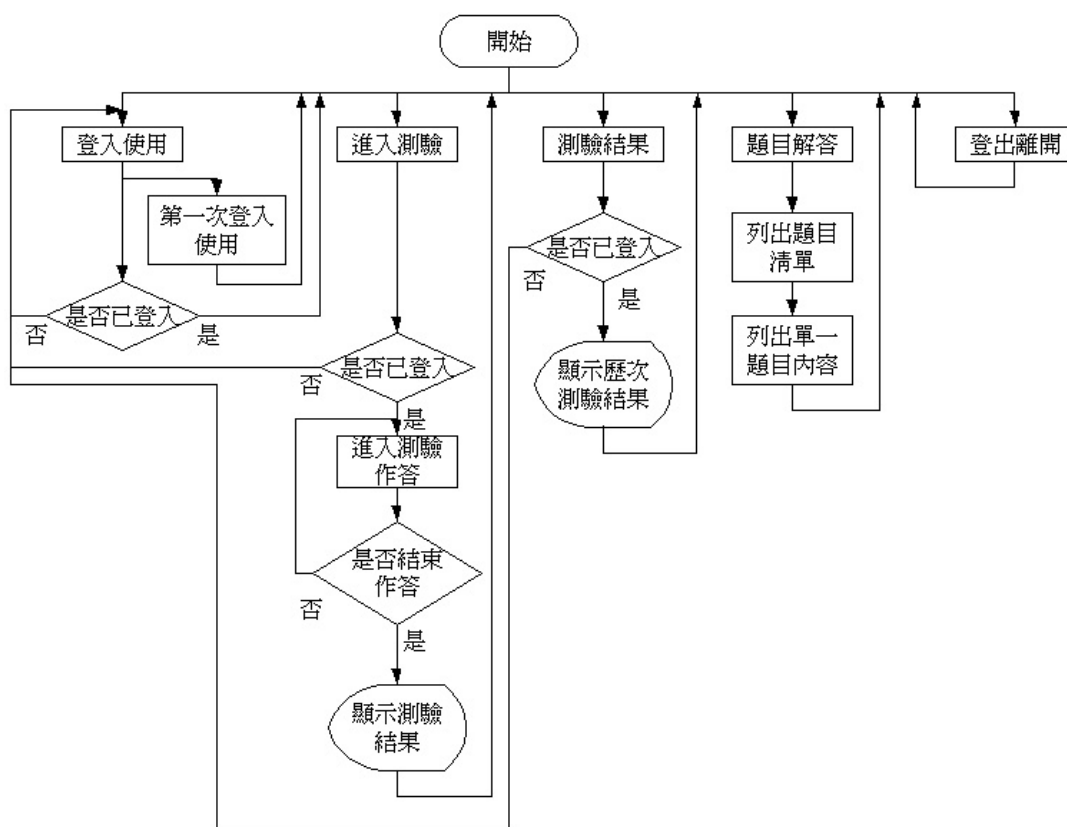 開始
登入使用
進入測驗
測驗結果
題目解答
登出離開
第一次登入
使用
列出題目
清單
是否已登入
否
是
是否已登入
否
是
列出單一
題目內容
是否已登入
否
是
顯示歷次
測驗結果
進入測驗
作答
是否結束
作答
否
是
顯示測驗
結果